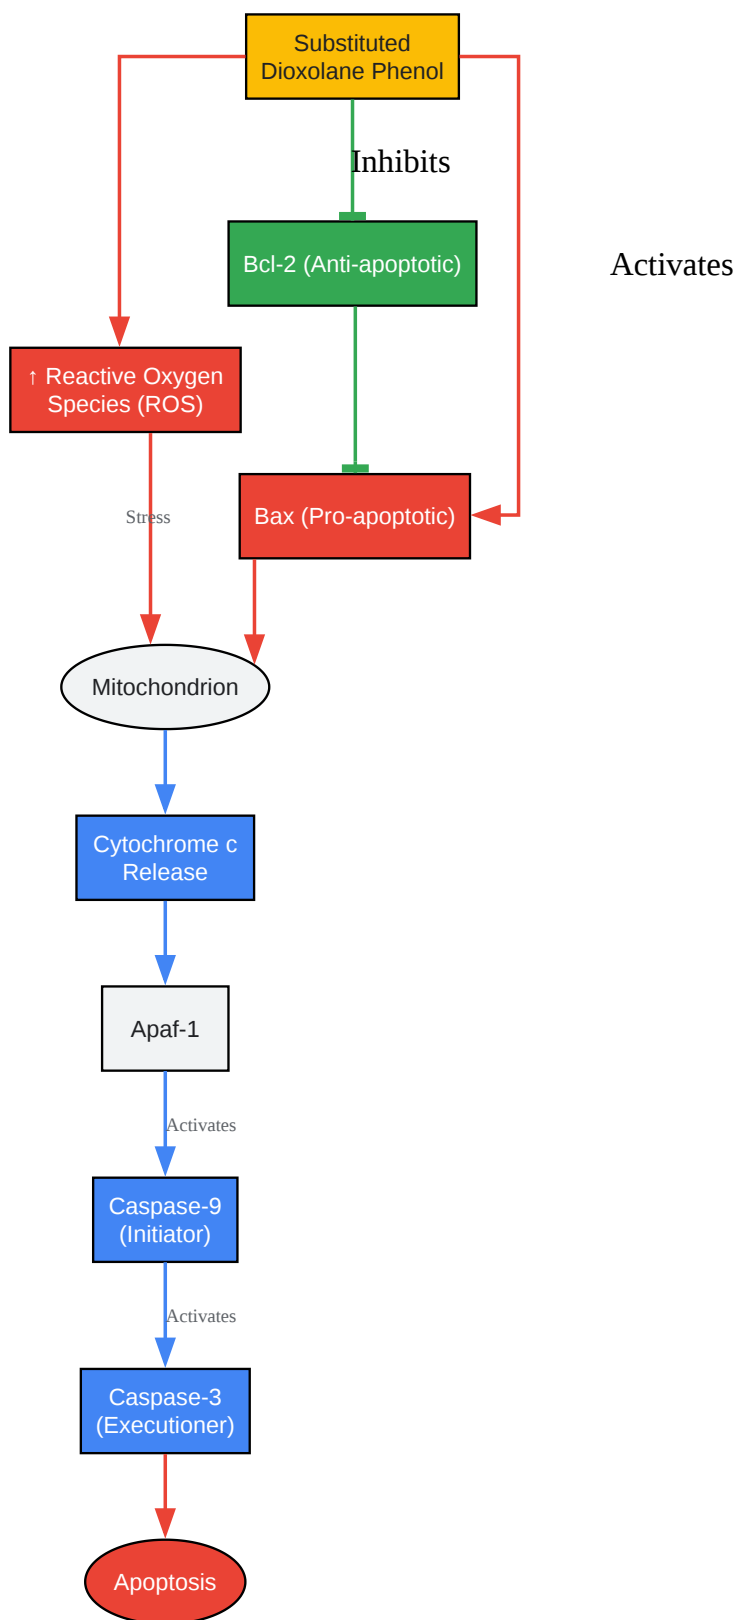 Substituted
Dioxolane Phenol
Inhibits
Bcl-2 (Anti-apoptotic)
Activates
↑ Reactive Oxygen
Species (ROS)
Stress
Bax (Pro-apoptotic)
Mitochondrion
Cytochrome c
Release
Apaf-1
Activates
Caspase-9
(Initiator)
Activates
Caspase-3
(Executioner)
Apoptosis